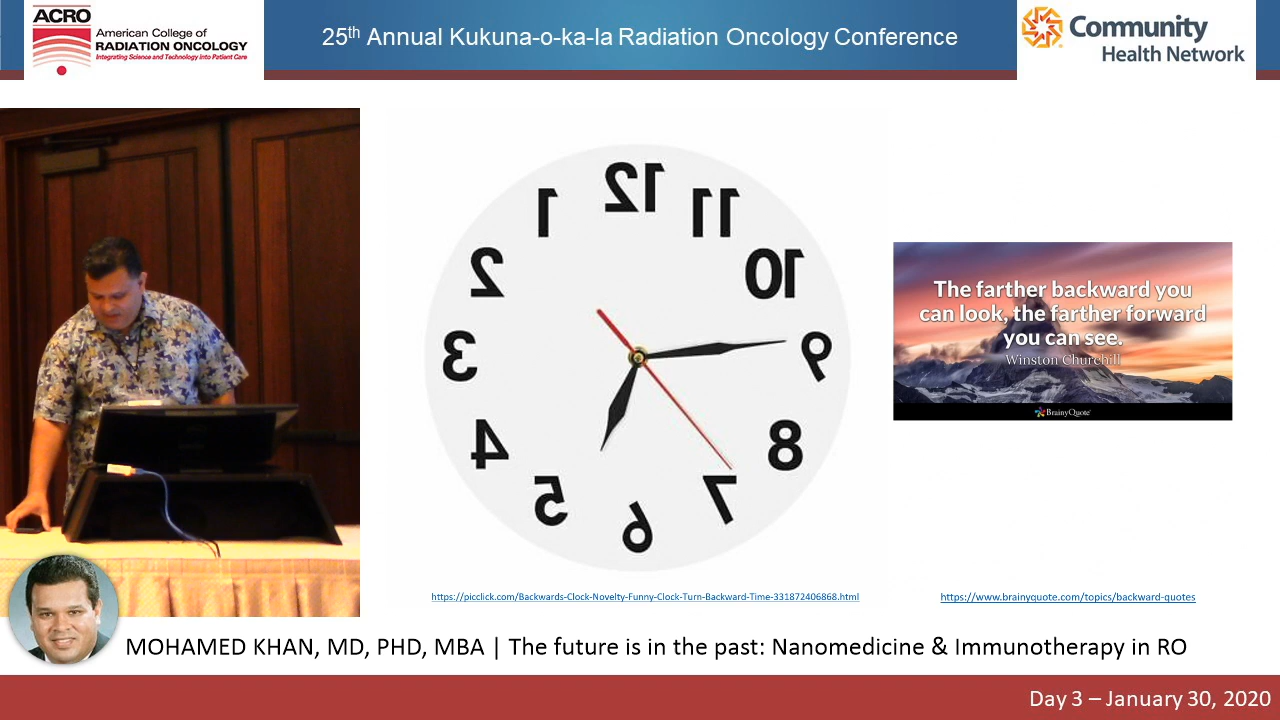 ACRO
American College of
RADIATION ONCOLOGY
Integrating Science and Technology Into Patient Care
25th Annual Kukuna-o-ka-la Radiation Oncology Conference
Community
Health Network
12
11
10
9
8
7
6
5
4
3
2
1
The farther backward you
can look, the farther forward
you can see.
Winston Churchill
BrainyQuote®
https://picclick.com/Backwards-Clock-Novelty-Funny-Clock-Turn-Backward-Time-331872406868.html
https://www.brainyquote.com/topics/backward-quotes
MOHAMED KHAN, MD, PHD, MBA | The future is in the past: Nanomedicine & Immunotherapy in RO
Day 3 – January 30, 2020